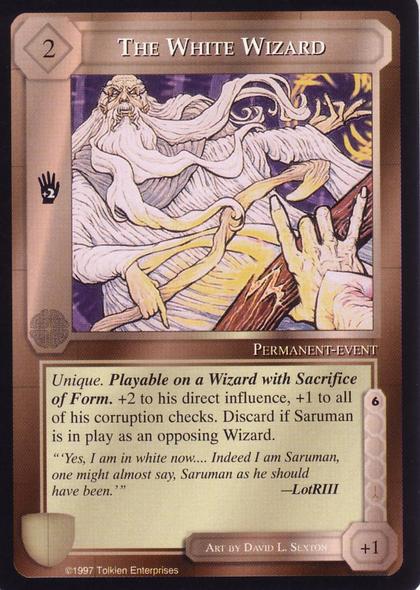 2
THE WHITE WIZARD
+2
PERMANENT-EVENT
Unique. Playable on a Wizard with Sacrifice
of Form. +2 to his direct influence, +1 to all
of his corruption checks. Discard if Saruman
is in play as an opposing Wizard.
6
“‘Yes, I am in white now.... Indeed I am Saruman,
one might almost say, Saruman as he should
have been.’”
—LotRIII
ART BY DAVID L. SEXTON
+1
©1997 Tolkien Enterprises